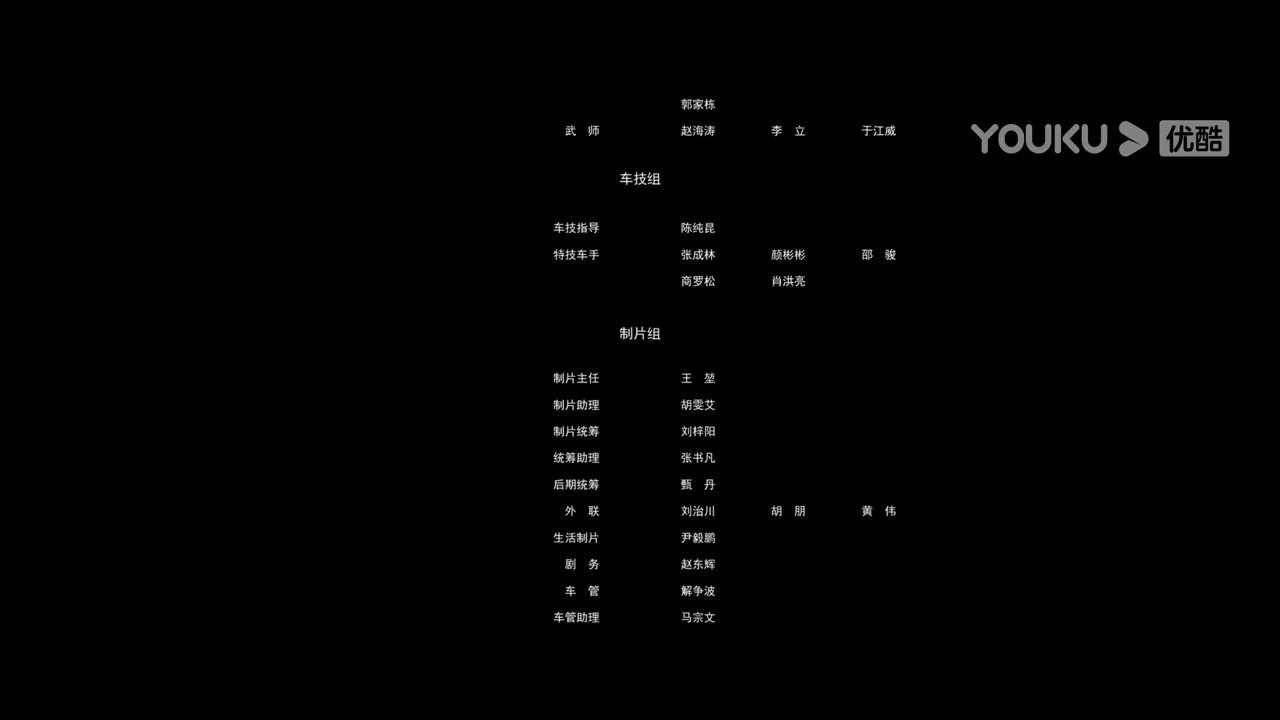 郭家栋
武 师 赵海涛 李 立 于江威
YOUKU 优酷
车技组
车技指导 陈纯昆
特技车手 张成林 颜彬彬 邵 骏
商罗松 肖洪亮
制片组
制片主任 王 堃
制片助理 胡雯艾
制片统筹 刘梓阳
统筹助理 张书凡
后期统筹 甄 丹
外 联 刘治川 胡 朋 黄 伟
生活制片 尹毅鹏
剧 务 赵东辉
车 管 解争波
车管助理 马宗文